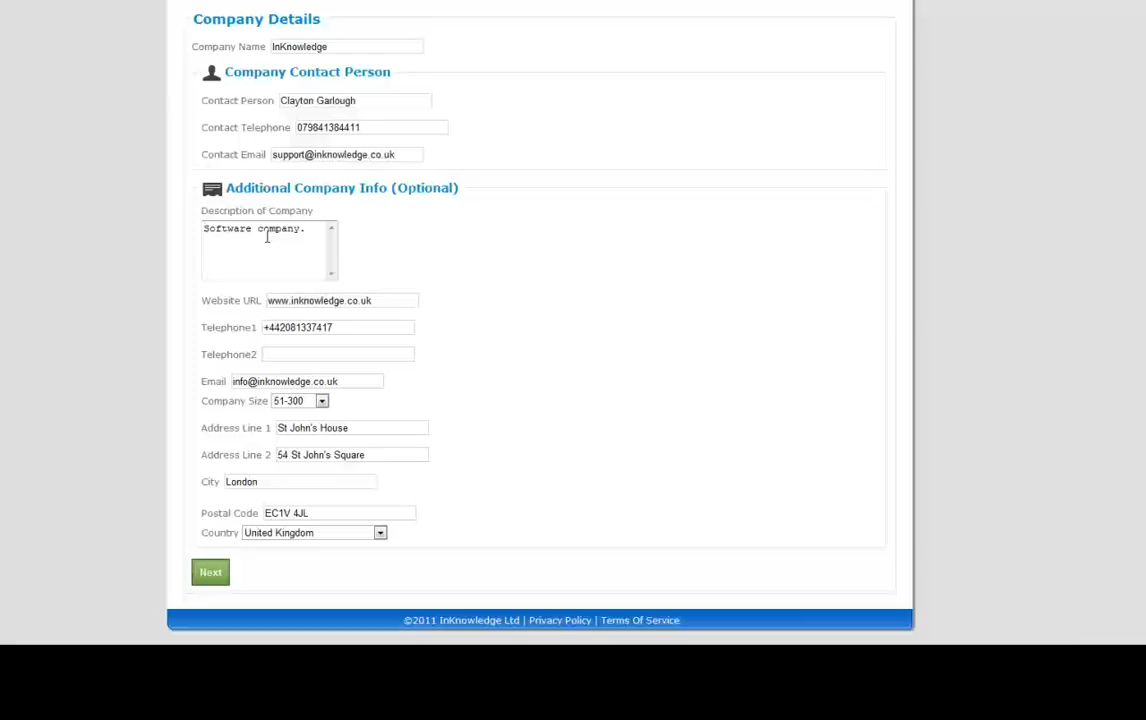 Company Details
Company Name InKnowledge
Company Contact Person
Contact Person Clayton Garlough
Contact Telephone 079841384411
Contact Email support@inknowledge.co.uk
Additional Company Info (Optional)
Description of Company
Software company.
Website URL www.inknowledge.co.uk
Telephone1 +442081337417
Telephone2
Email info@inknowledge.co.uk
Company Size 51-300
Address Line 1 St John's House
Address Line 2 54 St John's Square
City London
Postal Code EC1V 4JL
Country United Kingdom
Next
©2011 InKnowledge Ltd | Privacy Policy | Terms Of Service